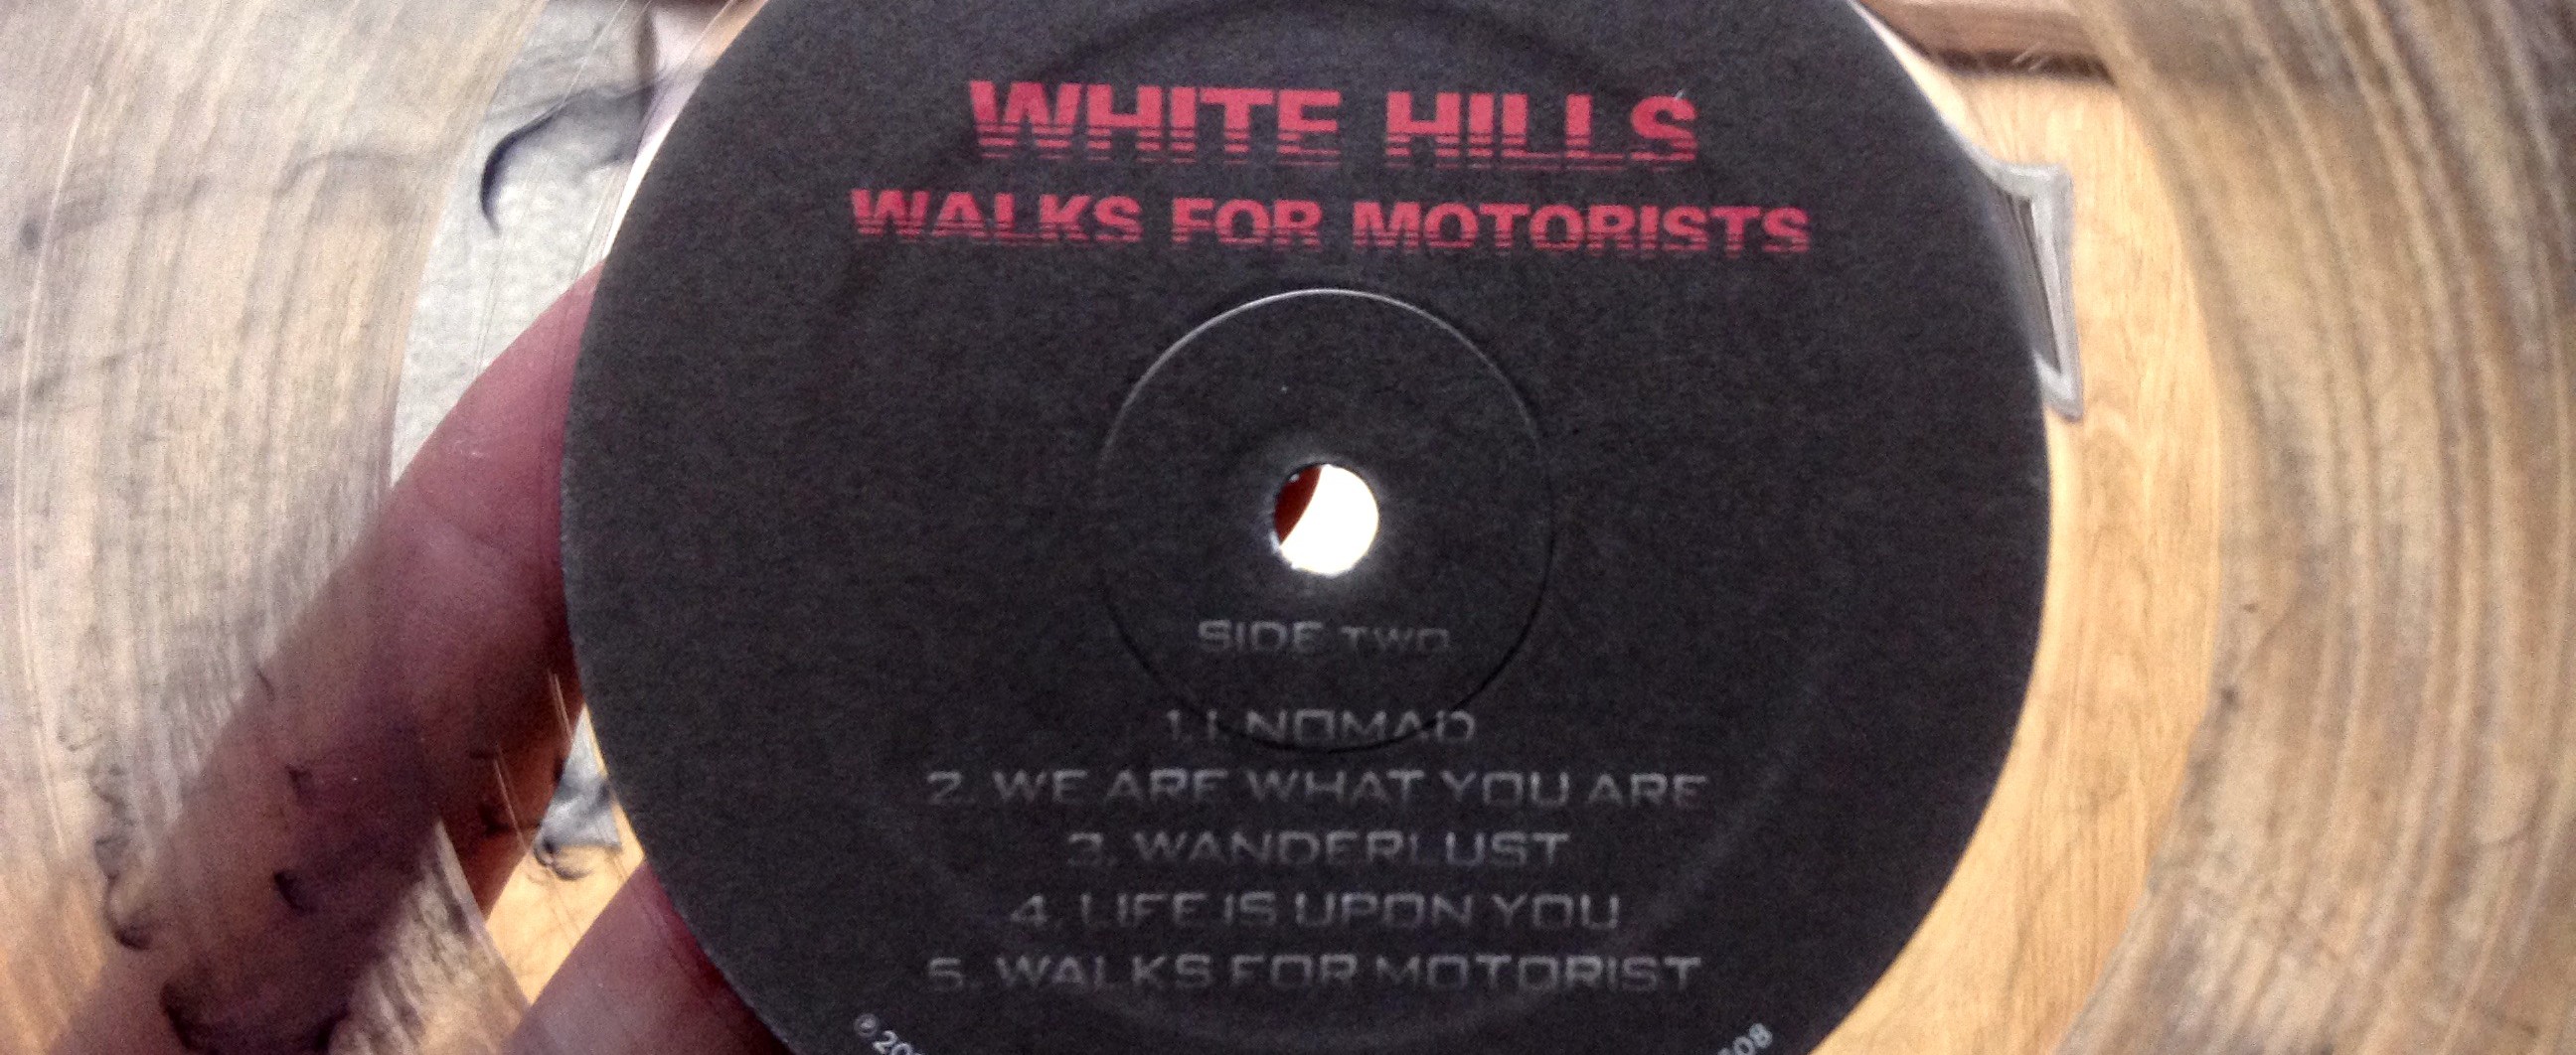 WHITE HILLS
WALKS FOR MOTORISTS
SIDE TWO
1. I, NOMAD
2. WE ARE WHAT YOU ARE
3. WANDERLUST
4. LIFE IS UPON YOU
5. WALKS FOR MOTORIST